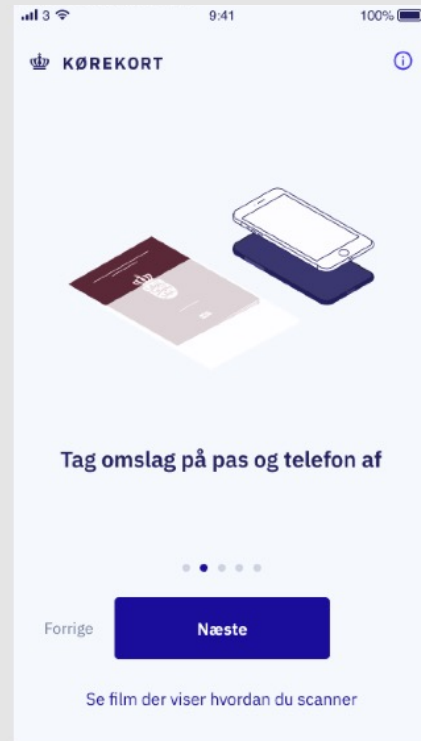 3 9:41 100%
KØREKORT
Tag omslag på pas og telefon af
Forrige Næste
Se film der viser hvordan du scanner